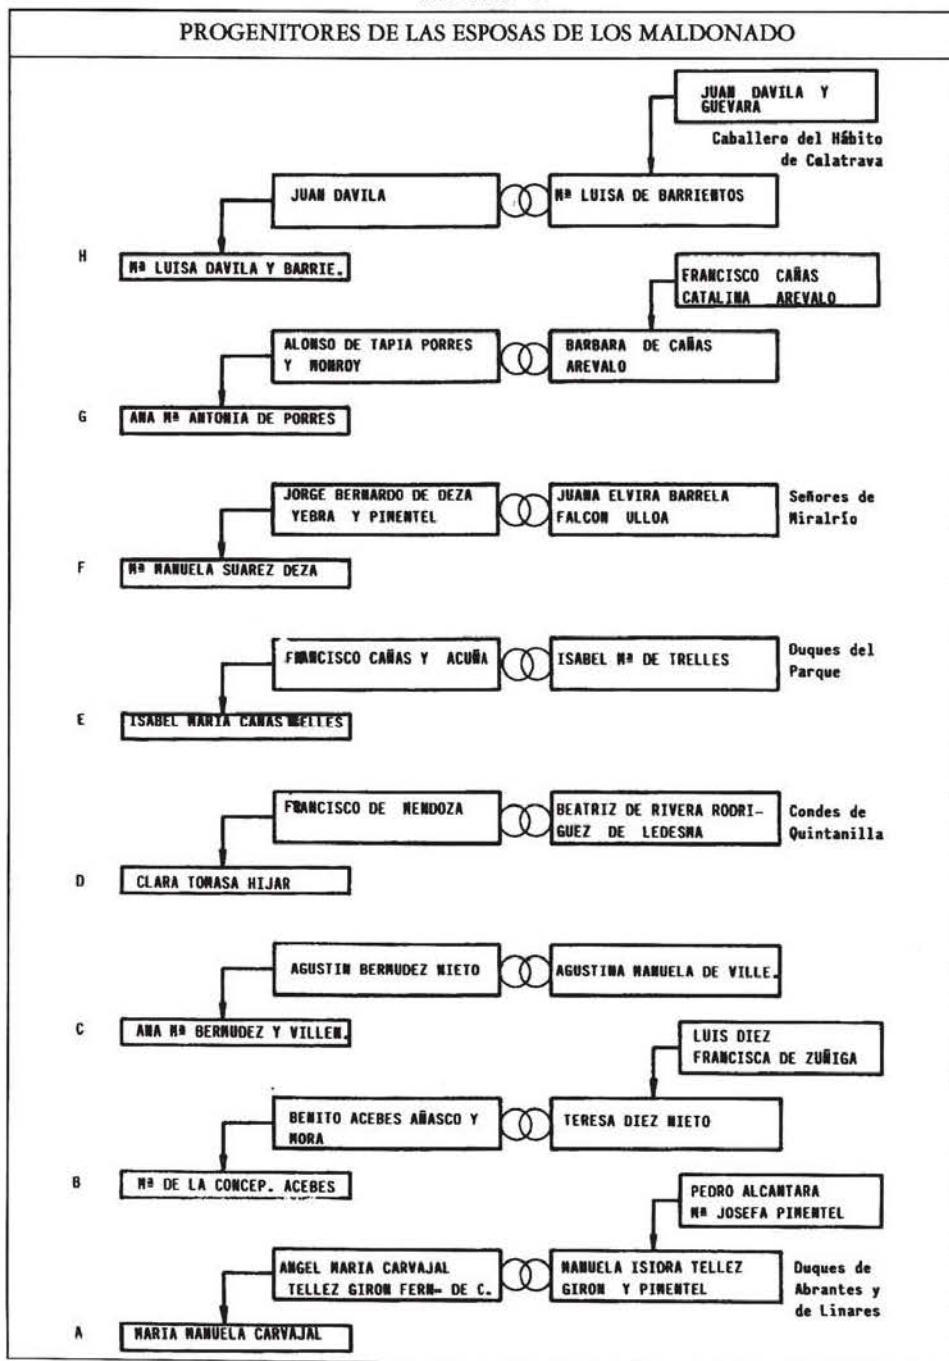 PROGENITORES DE LAS ESPOSAS DE LOS MALDONADO
JUAN DAVILA Y
GUEVARA
Caballero del Hábito
de Calatrava
JUAN DAVILA
Mª LUISA DE BARRIENTOS
H
Mª LUISA DAVILA Y BARRIE.
FRANCISCO CAÑAS
CATALINA AREVALO
ALONSO DE TAPIA PORRES
Y MONROY
BARBARA DE CAÑAS
AREVALO
G
ANA Mª ANTONIA DE PORRES
JORGE BERNARDO DE DEZA
YEBRA Y PIMENTEL
JUANA ELVIRA BARRELA
FALCON ULLOA
Señores de
Miralrío
F
Mª MANUELA SUAREZ DEZA
FRANCISCO CAÑAS Y ACUÑA
ISABEL Mª DE TRELLES
Duques del
Parque
E
ISABEL MARIA CAÑAS
FRANCISCO DE MENDOZA
BEATRIZ DE RIVERA RODRI-
GUEZ DE LEDESMA
Condes de
Quintanilla
D
CLARA TOMASA HIJAR
AGUSTIN BERMUDEZ NIETO
AGUSTINA MANUELA DE VILLE.
C
ANA Mª BERMUDEZ Y VILLEN.
LUIS DIEZ
FRANCISCA DE ZUÑIGA
BENITO ACEBES AÑASCO Y
MORA
TERESA DIEZ NIETO
B
Mª DE LA CONCEP. ACEBES
PEDRO ALCANTARA
Mª JOSEFA PIMENTEL
ANGEL MARIA CARVAJAL
TELLEZ GIRON FERN- DE C.
MANUELA ISIDRA TELLEZ
GIRON Y PIMENTEL
Duques de
Abrantes y
de Linares
A
MARIA MANUELA CARVAJAL